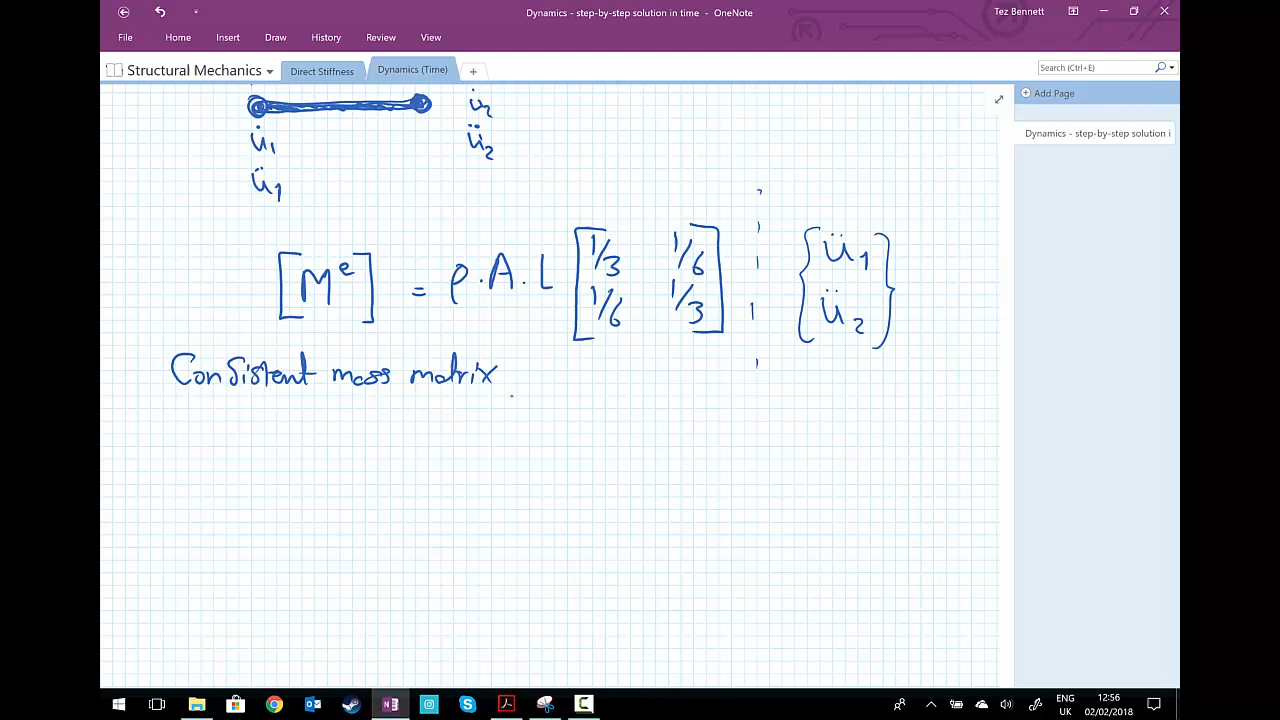 Dynamics - step-by-step solution in time - OneNote
Tez Bennett
File Home Insert Draw History Review View
Structural Mechanics
Direct Stiffness
Dynamics (Time)
Search (Ctrl+E)
Add Page
Dynamics - step-by-step solution i
u̇₂
u̇₁ ü₂
ü₁
[Mᵉ] = ρ.A.L [1/3 1/6
1/6 1/3] {ü₁
ü₂}
Consistent mass matrix
ENG
UK
12:56
02/02/2018